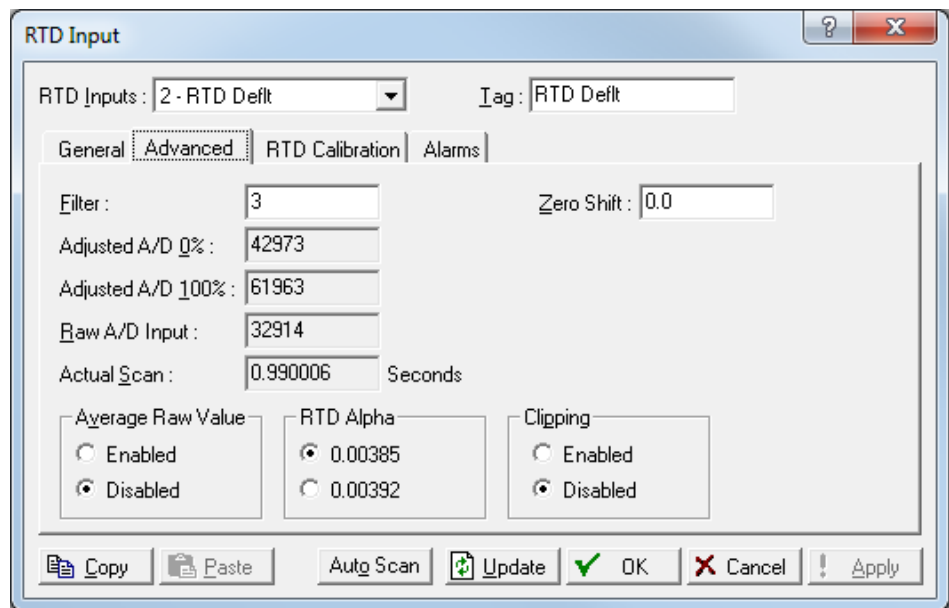 RTD Input
RTD Inputs : 2 - RTD Deflt Tag : RTD Deflt
General Advanced RTD Calibration Alarms
Filter : 3 Zero Shift : 0.0
Adjusted A/D 0% : 42973
Adjusted A/D 100% : 61963
Raw A/D Input : 32914
Actual Scan : 0.990006 Seconds
Average Raw Value RTD Alpha Clipping
Enabled 0.00385 Enabled
Disabled 0.00392 Disabled
Copy Paste Auto Scan Update OK Cancel Apply